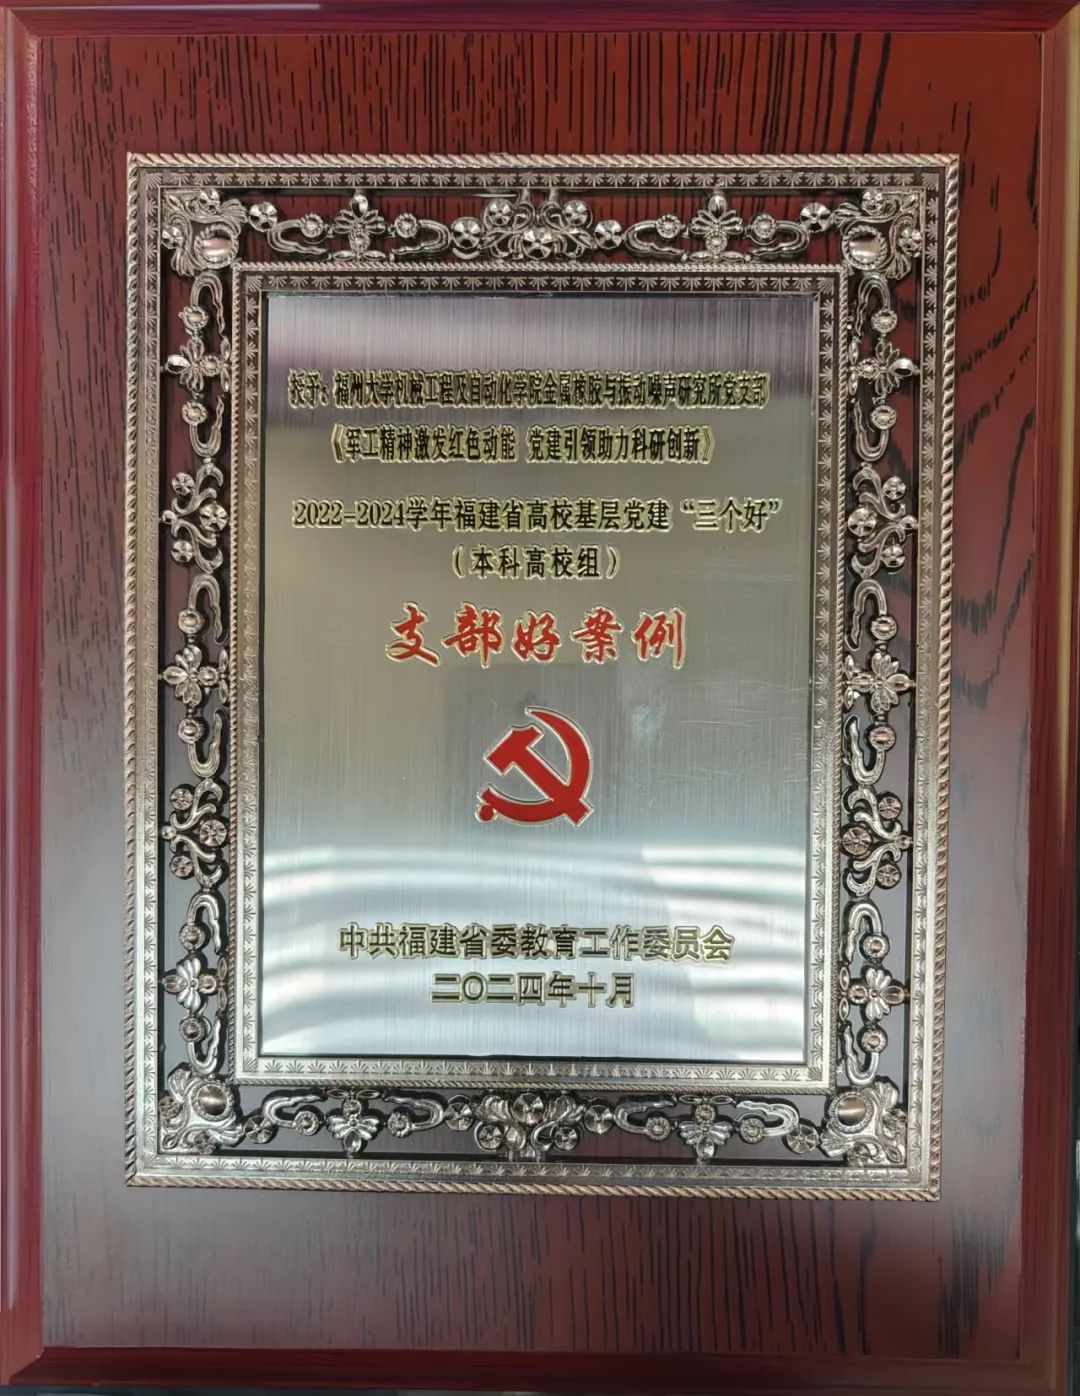 授予：福州大学机械工程及自动化学院金属橡胶与振动噪声研究所党支部
《军工精神激发红色动能 党建引领助力科研创新》
2022-2024学年福建省高校基层党建“三个好”
（本科高校组）
支部好案例
中共福建省委教育工作委员会
二〇二四年十月